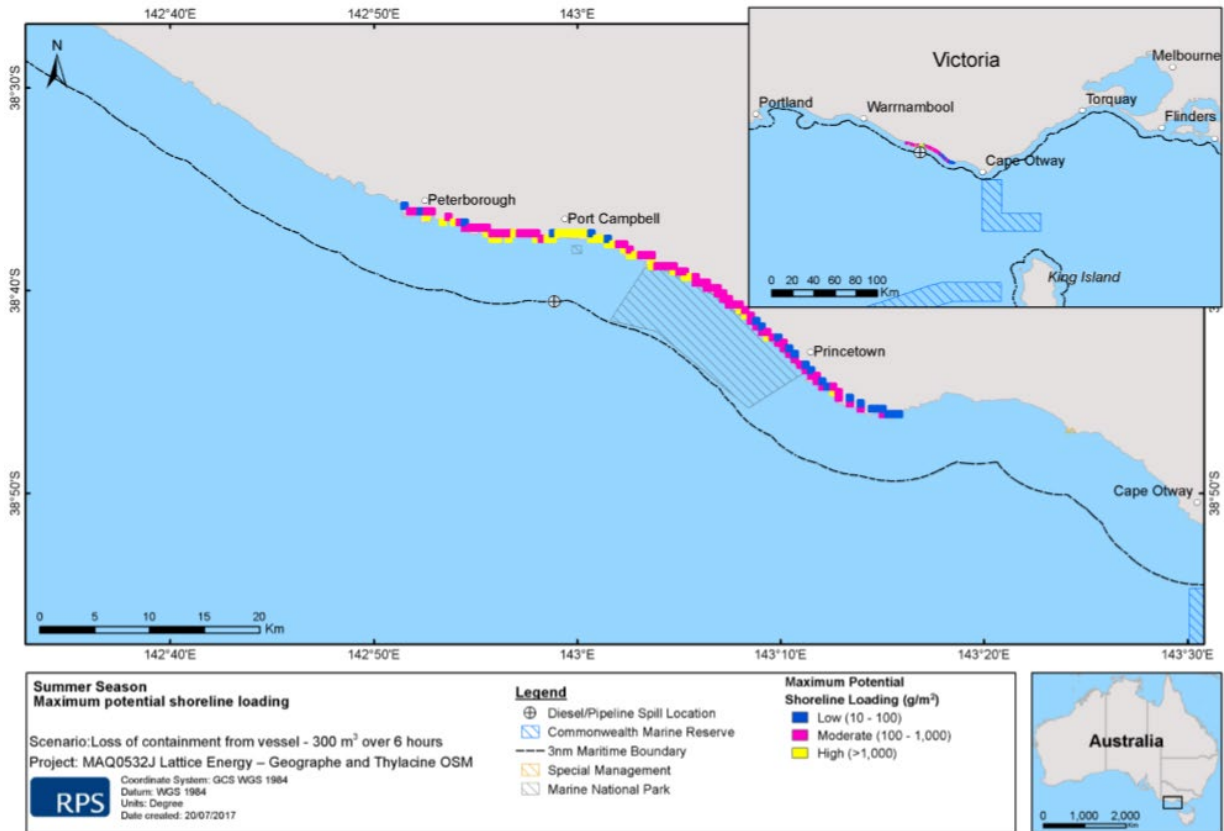 142°40'E
142°50'E
143°E
N
38°30'S
38°40'S
38°50'S
Peterborough
Port Campbell
Princetown
Cape Otway
0 5 10 15 20
Km
Victoria
Melbourne
Portland
Warrnambool
Torquay
Flinders
Cape Otway
King Island
0 20 40 60 80 100
Km
38°50'S
142°40'E
142°50'E
143°E
143°10'E
143°20'E
143°30'E
Summer Season
Maximum potential shoreline loading
Scenario:Loss of containment from vessel - 300 m³ over 6 hours
Project: MAQ0532J Lattice Energy – Geographe and Thylacine OSM
RPS
Coordinate System: GCS WGS 1984
Datum: WGS 1984
Units: Degree
Date created: 20/07/2017
Legend
Diesel/Pipeline Spill Location
Commonwealth Marine Reserve
3nm Maritime Boundary
Special Management
Marine National Park
Maximum Potential
Shoreline Loading (g/m²)
Low (10 - 100)
Moderate (100 - 1,000)
High (>1,000)
Australia
0 1,000 2,000
Km